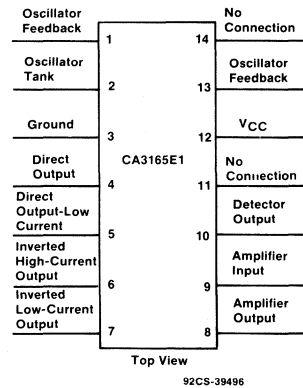 Oscillator
Feedback
1
Oscillator
Tank
2
Ground
3
Direct
Output
4
Direct
Output-Low
Current
5
Inverted
High-Current
Output
6
Inverted
Low-Current
Output
7
CA3165E1
No
Connection
14
Oscillator
Feedback
13
VCC
12
No
Connection
11
Detector
Output
10
Amplifier
Input
9
Amplifier
Output
8
Top View
92CS-39496